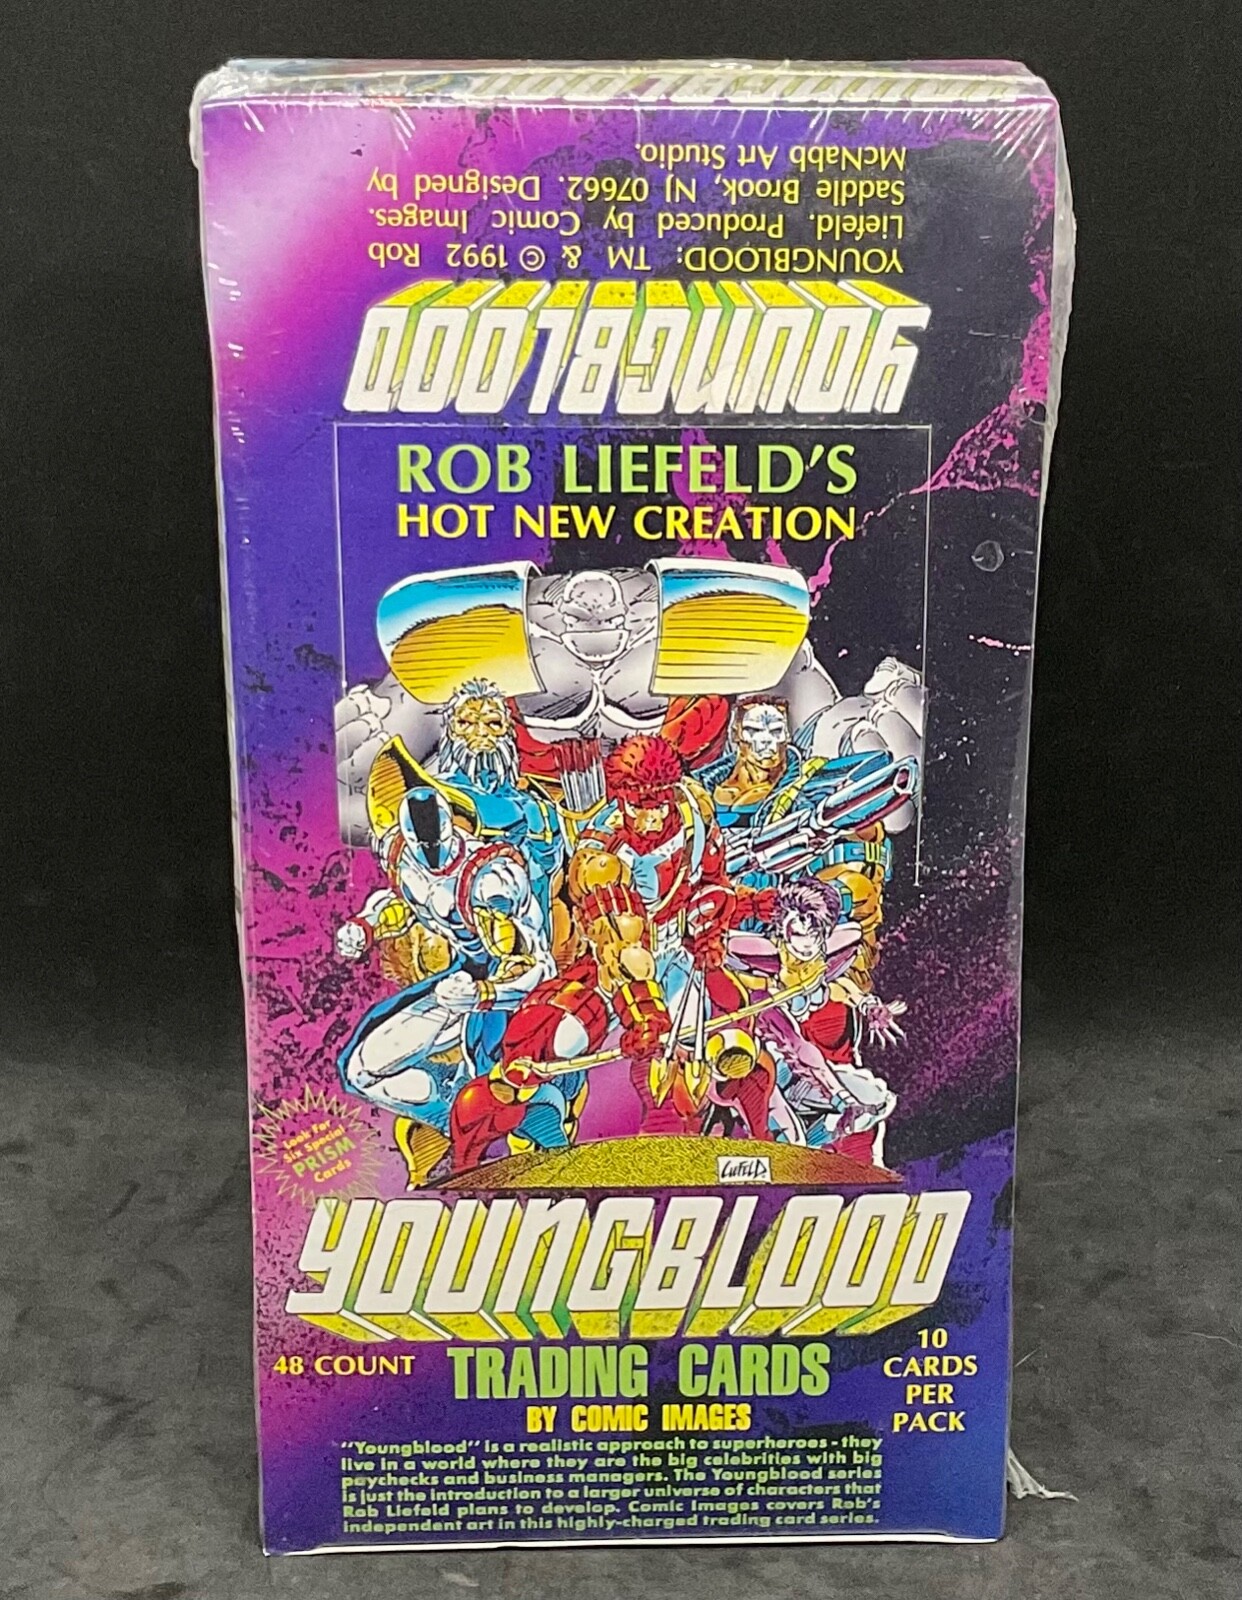 YOUNGBLOOD: TM & © 1992 Rob
Liefeld. Produced by Comic Images.
Saddle Brook, NJ 07662. Designed by
McNabb Art Studio.
YOUNGBLOOD
ROB LIEFELD'S
HOT NEW CREATION
LIEFELD.
Look For
Six Special
PRISM
Cards
YOUNGBLOOD
48 COUNT
TRADING CARDS
BY COMIC IMAGES
10
CARDS
PER
PACK
"Youngblood" is a realistic approach to superheroes - they
live in a world where they are the big celebrities with big
paychecks and business managers. The Youngblood series
is just the introduction to a larger universe of characters that
Rob Liefeld plans to develop. Comic Images covers Rob's
independent art in this highly-charged trading card series.